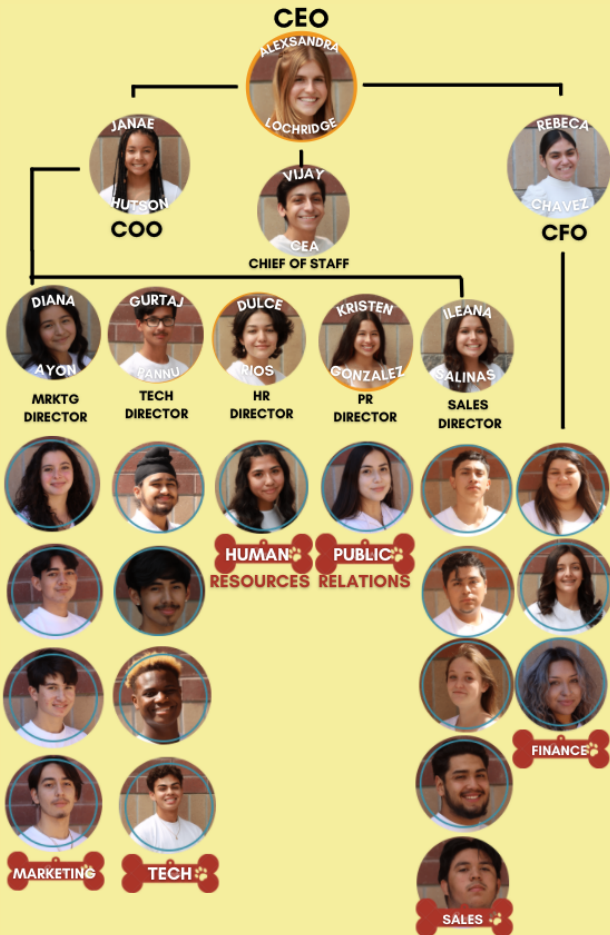 CEO
ALEXSANDRA
LOCHRIDGE
JANAE
HUTSON
COO
VIJAY
CEA
CHIEF OF STAFF
REBECA
CHAVEZ
CFO
DIANA
AYON
MRKTG
DIRECTOR
GURTAJ
PANNU
TECH
DIRECTOR
DULCE
RIOS
HR
DIRECTOR
KRISTEN
GONZALEZ
PR
DIRECTOR
ILEANA
SALINAS
SALES
DIRECTOR
HUMAN
RESOURCES
PUBLIC
RELATIONS
FINANCE
MARKETING
TECH
SALES